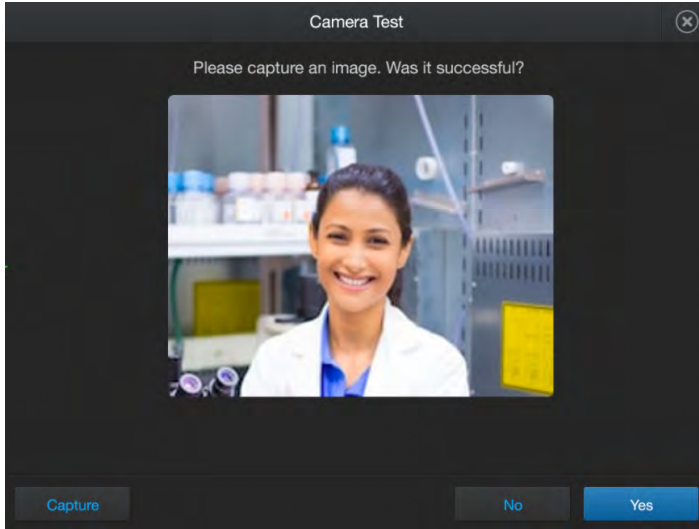 Camera Test
Please capture an image. Was it successful?
Capture
No
Yes